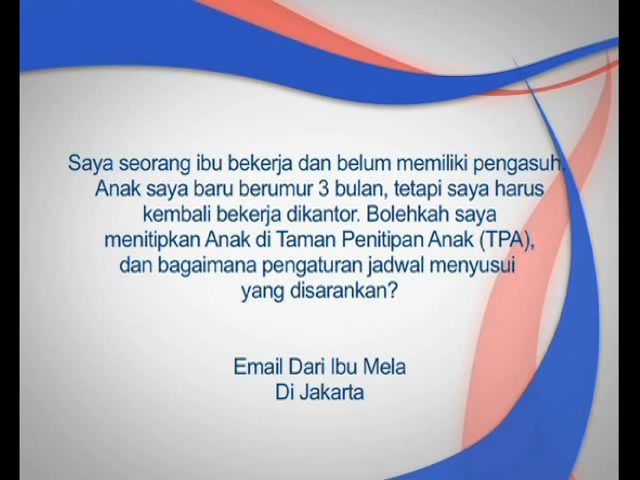 Saya seorang ibu bekerja dan belum memiliki pengasuh.
Anak saya baru berumur 3 bulan, tetapi saya harus
kembali bekerja dikantor. Bolehkah saya
menitipkan Anak di Taman Penitipan Anak (TPA),
dan bagaimana pengaturan jadwal menyusui
yang disarankan?
Email Dari Ibu Mela
Di Jakarta